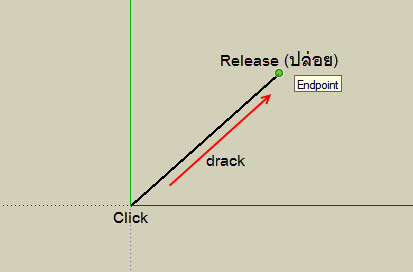 Release (ปล่อย)
Endpoint
drack
Click